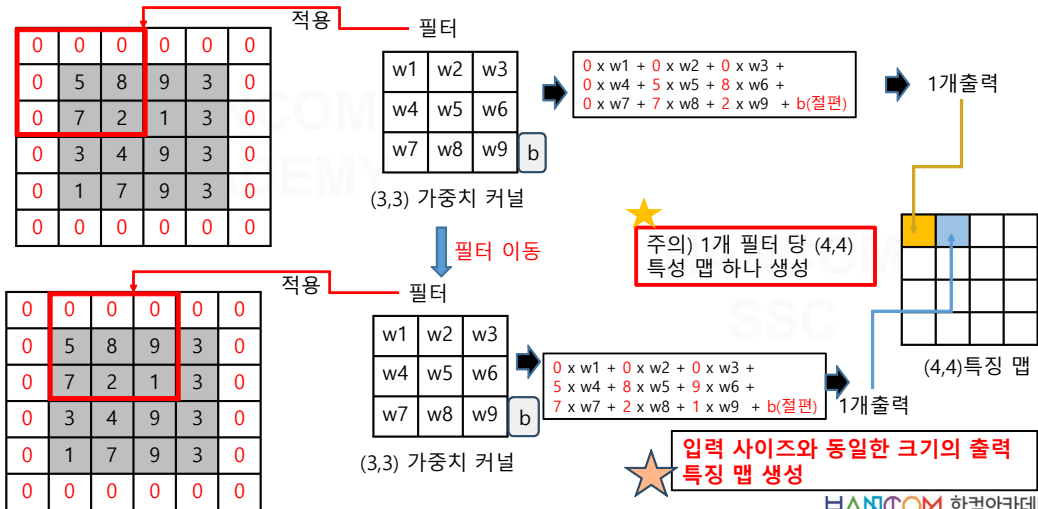 적용
필터
0 0 0 0 0 0
0 5 8 9 3 0
0 7 2 1 3 0
0 3 4 9 3 0
0 1 7 9 3 0
0 0 0 0 0 0
w1 w2 w3
w4 w5 w6
w7 w8 w9
b
(3,3) 가중치 커널
0 x w1 + 0 x w2 + 0 x w3 +
0 x w4 + 5 x w5 + 8 x w6 +
0 x w7 + 7 x w8 + 2 x w9 + b(절편)
1개출력
필터 이동
주의) 1개 필터 당 (4,4)
특성 맵 하나 생성
(4,4)특징 맵
적용
필터
0 0 0 0 0 0
0 5 8 9 3 0
0 7 2 1 3 0
0 3 4 9 3 0
0 1 7 9 3 0
0 0 0 0 0 0
w1 w2 w3
w4 w5 w6
w7 w8 w9
b
(3,3) 가중치 커널
0 x w1 + 0 x w2 + 0 x w3 +
5 x w4 + 8 x w5 + 9 x w6 +
7 x w7 + 2 x w8 + 1 x w9 + b(절편)
1개출력
입력 사이즈와 동일한 크기의 출력
특징 맵 생성
SSC
HANCOM 한컴아카데미